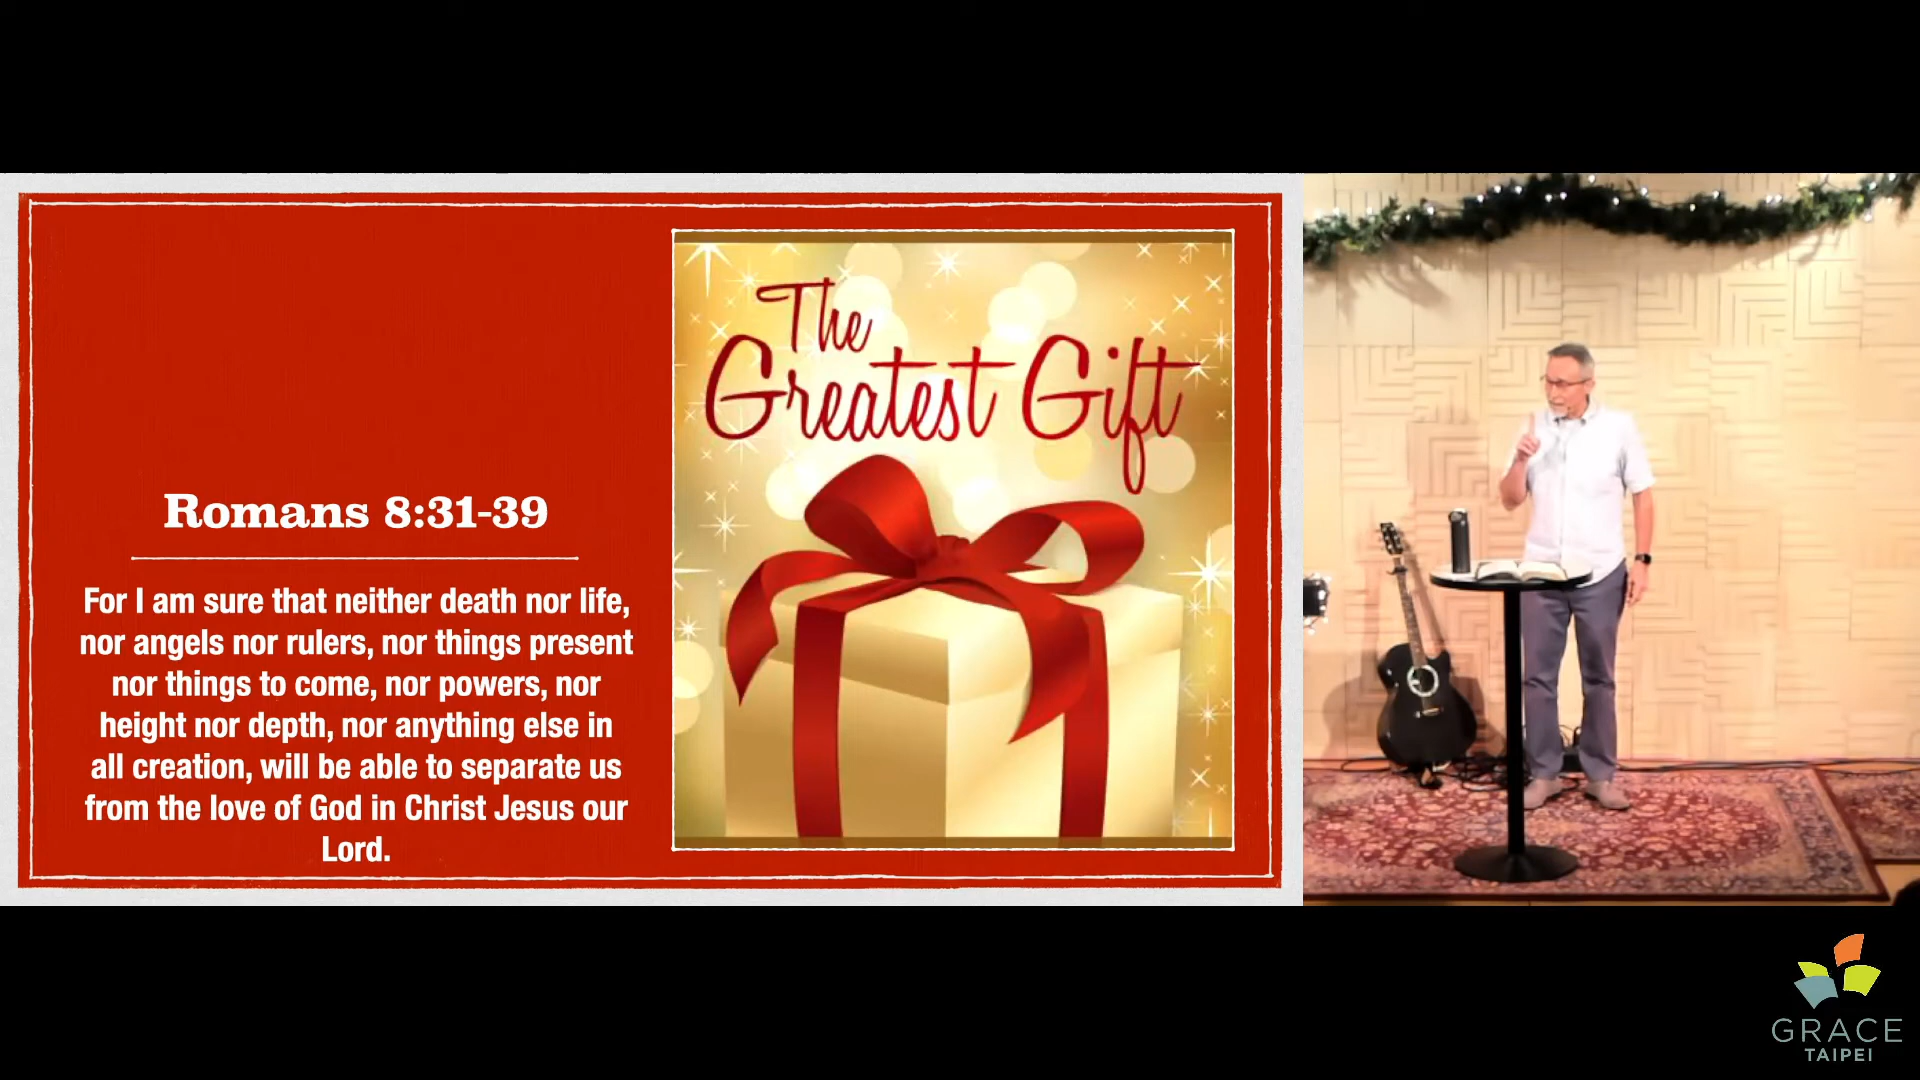 Romans 8:31-39
For I am sure that neither death nor life,
nor angels nor rulers, nor things present
nor things to come, nor powers, nor
height nor depth, nor anything else in
all creation, will be able to separate us
from the love of God in Christ Jesus our
Lord.
The
Greatest Gift
GRACE
TAIPEI